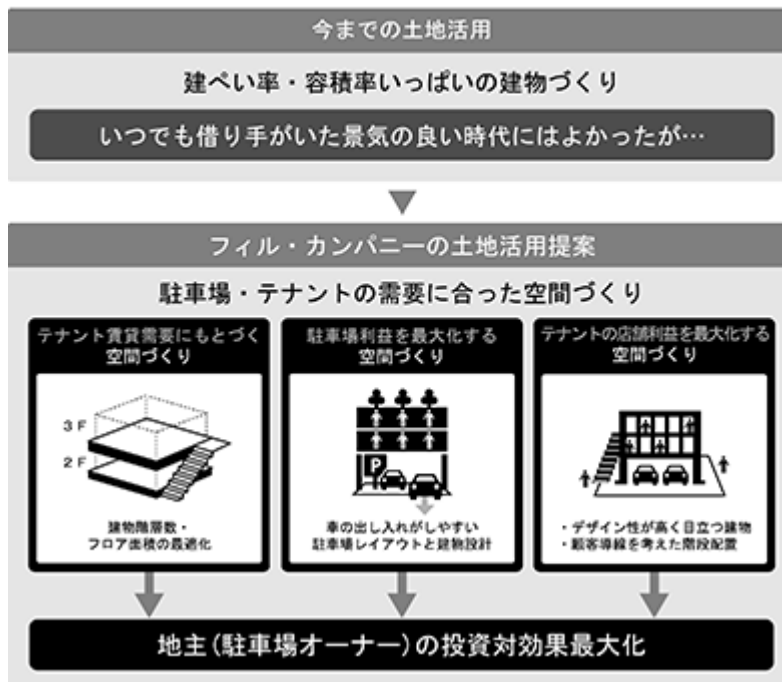 今までの土地活用
建ぺい率・容積率いっぱいの建物づくり
いつでも借り手がいた景気の良い時代にはよかったが…
フィル・カンパニーの土地活用提案
駐車場・テナントの需要に合った空間づくり
テナント賃貸需要にもとづく
空間づくり
3F
2F
建物階層数・
フロア面積の最適化
駐車場利益を最大化する
空間づくり
P
車の出し入れがしやすい
駐車場レイアウトと建物設計
テナントの店舗利益を最大化する
空間づくり
・デザイン性が高く目立つ建物
・顧客導線を考えた階段配置
地主(駐車場オーナー)の投資対効果最大化